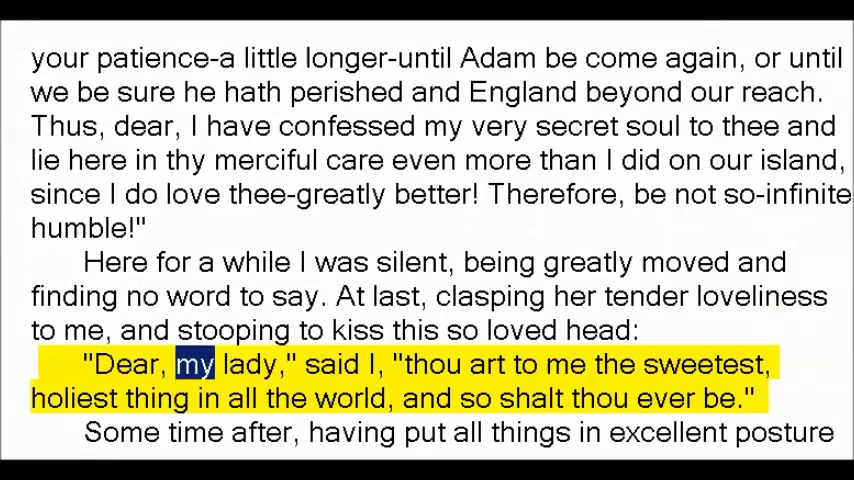 your patience-a little longer-until Adam be come again, or until
we be sure he hath perished and England beyond our reach.
Thus, dear, I have confessed my very secret soul to thee and
lie here in thy merciful care even more than I did on our island,
since I do love thee-greatly better! Therefore, be not so-infinite
humble!"
Here for a while I was silent, being greatly moved and
finding no word to say. At last, clasping her tender loveliness
to me, and stooping to kiss this so loved head:
"Dear, my lady," said I, "thou art to me the sweetest,
holiest thing in all the world, and so shalt thou ever be."
Some time after, having put all things in excellent posture